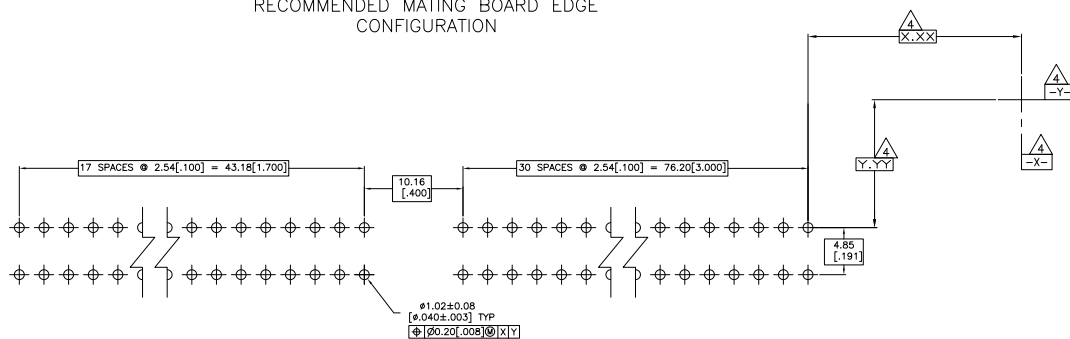 RECOMMENDED MATING BOARD EDGE
CONFIGURATION
4
X.XX
4
-Y-
4
Y.YY
4
-X-
17 SPACES @ 2.54[.100] = 43.18[1.700]
10.16
[.400]
30 SPACES @ 2.54[.100] = 76.20[3.000]
4.85
[.191]
ø1.02±0.08
[ø.040±.003] TYP
⌖ Ø0.20[.008]Ⓜ X Y